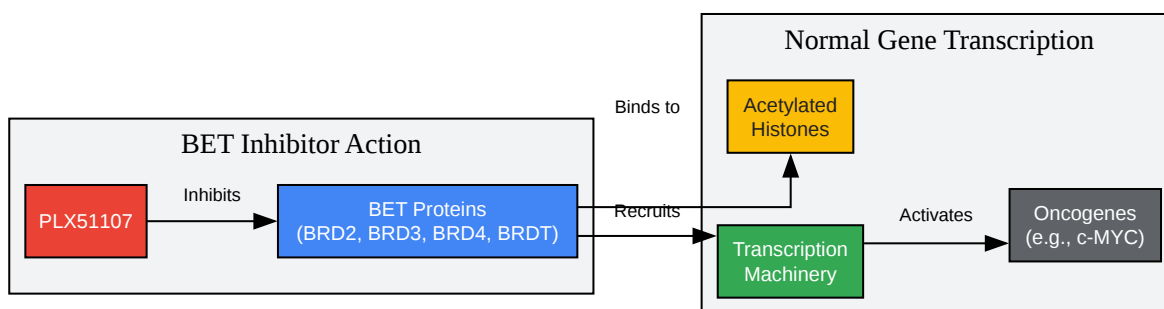 Normal Gene Transcription
Binds to
Acetylated
Histones
BET Inhibitor Action
PLX51107
Inhibits
BET Proteins
(BRD2, BRD3, BRD4, BRDT)
Recruits
Transcription
Machinery
Activates
Oncogenes
(e.g., c-MYC)